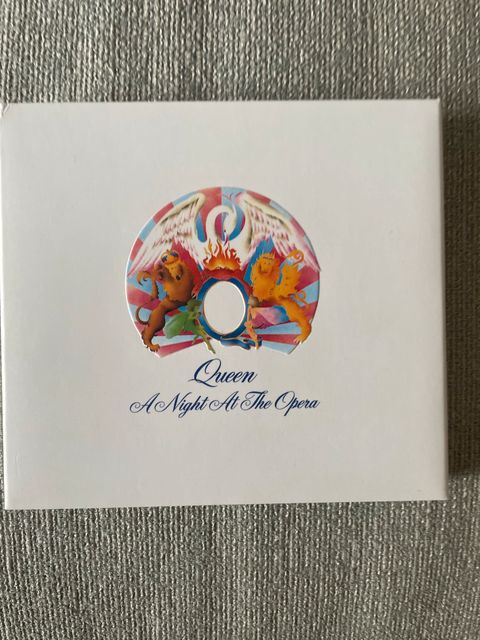 Queen
A Night At The Opera